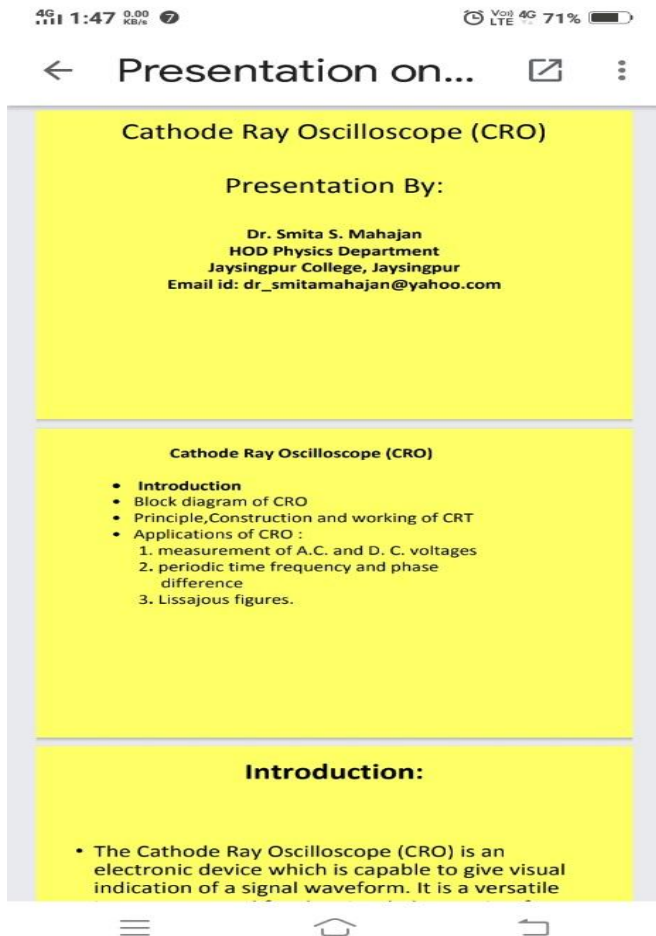 4G 1:47 0.00 KB/s 7 Vo)) LTE 4G 71%
Presentation on...
Cathode Ray Oscilloscope (CRO)
Presentation By:
Dr. Smita S. Mahajan
HOD Physics Department
Jaysingpur College, Jaysingpur
Email id: dr_smitamahajan@yahoo.com
Cathode Ray Oscilloscope (CRO)
• Introduction
• Block diagram of CRO
• Principle,Construction and working of CRT
• Applications of CRO :
1. measurement of A.C. and D. C. voltages
2. periodic time frequency and phase
difference
3. Lissajous figures.
Introduction:
• The Cathode Ray Oscilloscope (CRO) is an
electronic device which is capable to give visual
indication of a signal waveform. It is a versatile